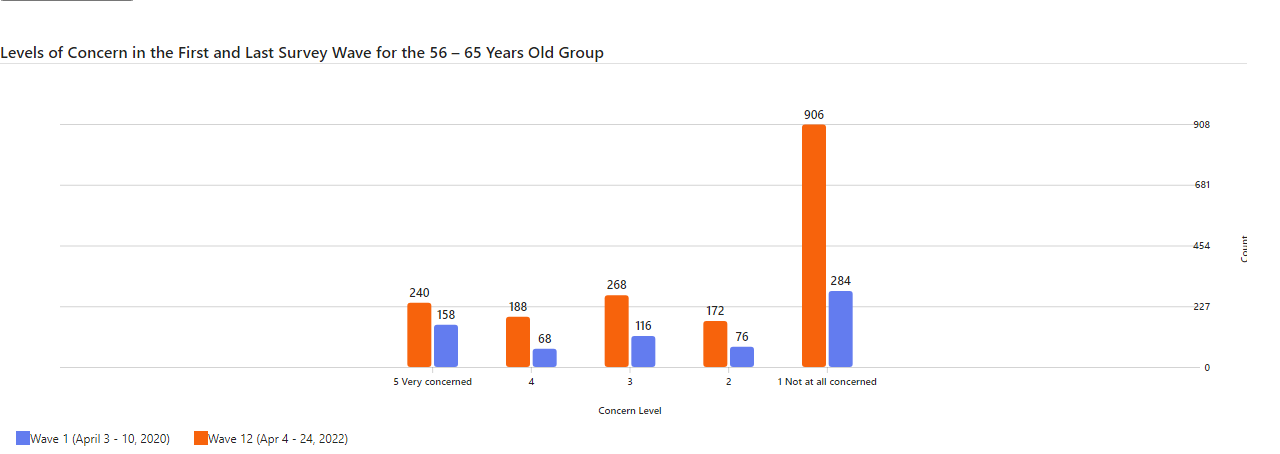 Levels of Concern in the First and Last Survey Wave for the 56 – 65 Years Old Group
906
908
681
Count
454
284
268
240
227
188
172
158
116
76
68
0
5 Very concerned
4
3
2
1 Not at all concerned
Concern Level
Wave 1 (April 3 - 10, 2020)
Wave 12 (Apr 4 - 24, 2022)